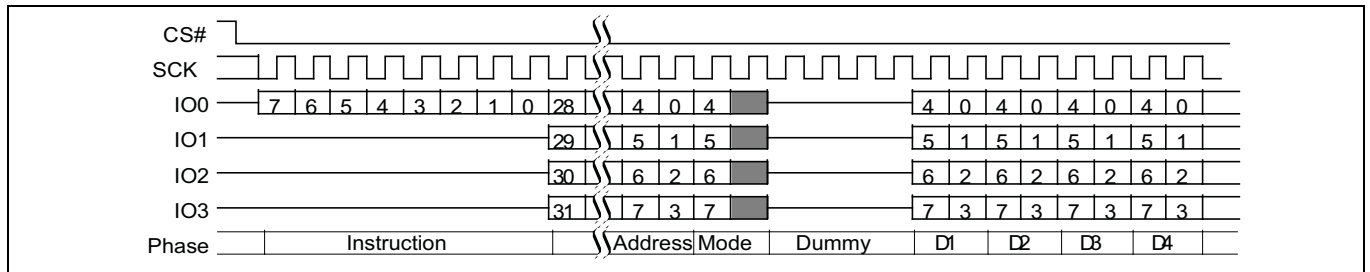 CS#
SCK
IO0 7 6 5 4 3 2 1 0 28 4 0 4 4 0 4 0 4 0 4 0
IO1 29 5 1 5 5 1 5 1 5 1 5 1
IO2 30 6 2 6 6 2 6 2 6 2 6 2
IO3 31 7 3 7 7 3 7 3 7 3 7 3
Phase Instruction Address Mode Dummy D1 D2 D3 D4